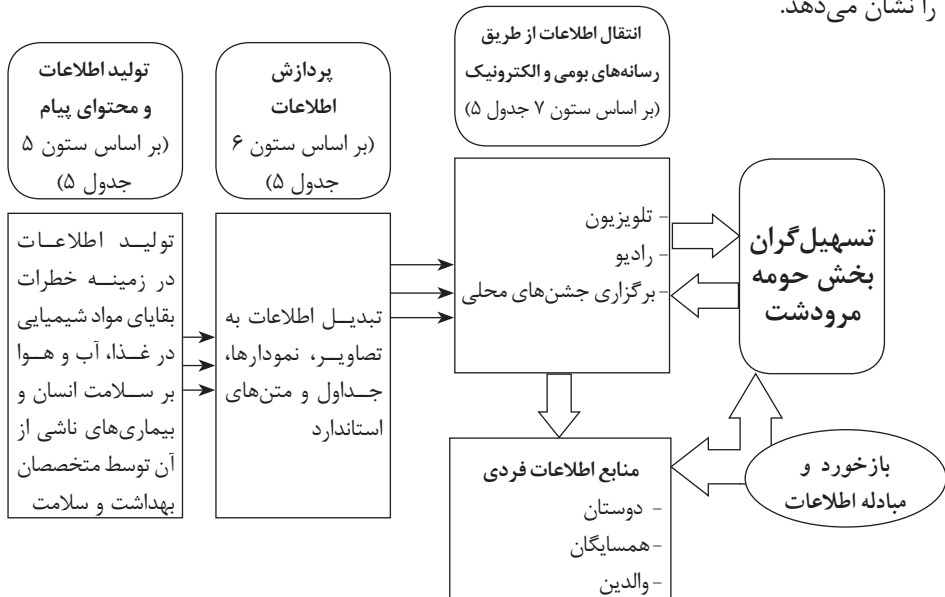 را نشان می‌دهد.
تولید اطلاعات
و محتوای پیام
(بر اساس ستون ۵
جدول ۵)
پردازش
اطلاعات
(بر اساس ستون ۶
جدول ۵)
انتقال اطلاعات از طریق
رسانه‌های بومی و الکترونیک
(بر اساس ستون ۷ جدول ۵)
تولید اطلاعات
در زمینه خطرات
بقایای مواد شیمیایی
در غذا، آب و هوا
بر سلامت انسان و
بیماری‌های ناشی از
آن توسط متخصصان
بهداشت و سلامت
تبدیل اطلاعات به
تصاویر، نمودارها،
جداول و متن‌های
استاندارد
- تلویزیون
- رادیو
- برگزاری جشن‌های محلی
تسهیل‌گران
بخش حومه
مرودشت
منابع اطلاعات فردی
- دوستان
- همسایگان
- والدین
بازخورد و
مبادله اطلاعات